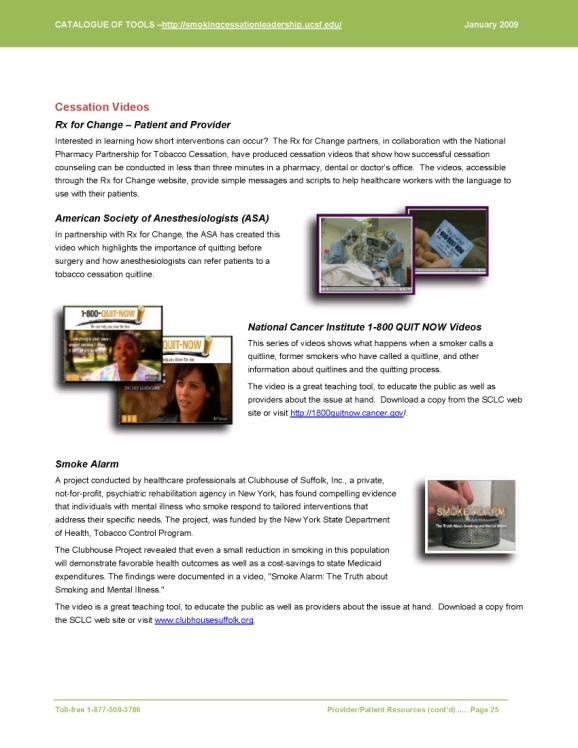 CATALOGUE OF TOOLS –http://smokingcessationleadership.ucsf.edu/ January 2009
Cessation Videos
Rx for Change – Patient and Provider
Interested in learning how short interventions can occur? The Rx for Change partners, in collaboration with the National
Pharmacy Partnership for Tobacco Cessation, have produced cessation videos that show how successful cessation
counseling can be conducted in less than three minutes in a pharmacy, dental or doctor's office. The videos, accessible
through the Rx for Change website, provide simple messages and scripts to help healthcare workers with the language to
use with their patients.
American Society of Anesthesiologists (ASA)
In partnership with Rx for Change, the ASA has created this
video which highlights the importance of quitting before
surgery and how anesthesiologists can refer patients to a
tobacco cessation quitline.
1-800-QUIT-NOW
QUIT-NOW
National Cancer Institute 1-800 QUIT NOW Videos
This series of videos shows what happens when a smoker calls a
quitline, former smokers who have called a quitline, and other
information about quitlines and the quitting process.
The video is a great teaching tool, to educate the public as well as
providers about the issue at hand. Download a copy from the SCLC web
site or visit http://1800quitnow.cancer.gov/.
Smoke Alarm
A project conducted by healthcare professionals at Clubhouse of Suffolk, Inc., a private,
not-for-profit, psychiatric rehabilitation agency in New York, has found compelling evidence
that individuals with mental illness who smoke respond to tailored interventions that
address their specific needs. The project, was funded by the New York State Department
of Health, Tobacco Control Program.
SMOKE ALARM
The Truth About Smoking and Mental Illness
The Clubhouse Project revealed that even a small reduction in smoking in this population
will demonstrate favorable health outcomes as well as a cost-savings to state Medicaid
expenditures. The findings were documented in a video, "Smoke Alarm: The Truth about
Smoking and Mental Illness."
The video is a great teaching tool, to educate the public as well as providers about the issue at hand. Download a copy from
the SCLC web site or visit www.clubhousesuffolk.org.
Toll-free 1-877-509-3786 Provider/Patient Resources (cont'd) ..... Page 25